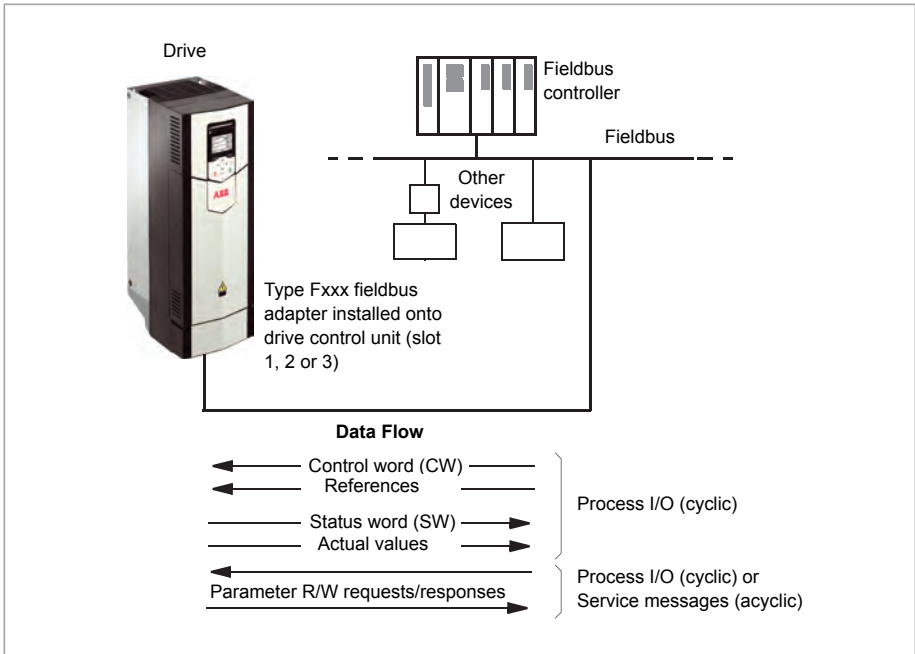 Drive
Fieldbus
controller
Fieldbus
Other
devices
ABB
Type Fxxx fieldbus
adapter installed onto
drive control unit (slot
1, 2 or 3)
Data Flow
Control word (CW)
References
Process I/O (cyclic)
Status word (SW)
Actual values
Parameter R/W requests/responses
Process I/O (cyclic) or
Service messages (acyclic)